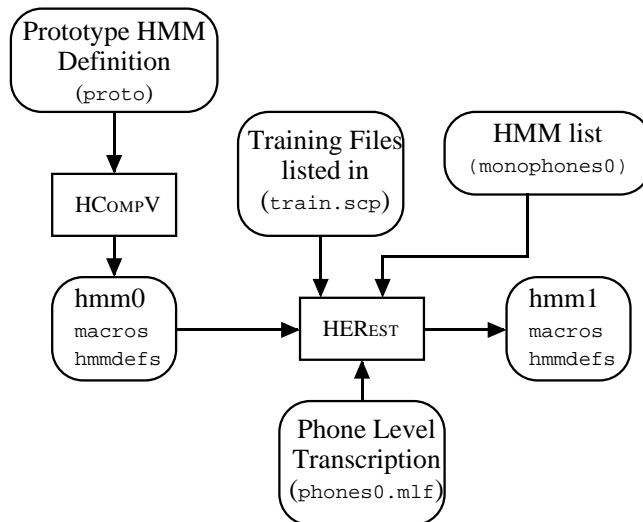 Prototype HMM
Definition
(proto)
Training Files
listed in
(train.scp)
HMM list
(monophones0)
HCOMPV
hmm0
macros
hmmdefs
HEREST
hmm1
macros
hmmdefs
Phone Level
Transcription
(phones0.mlf)